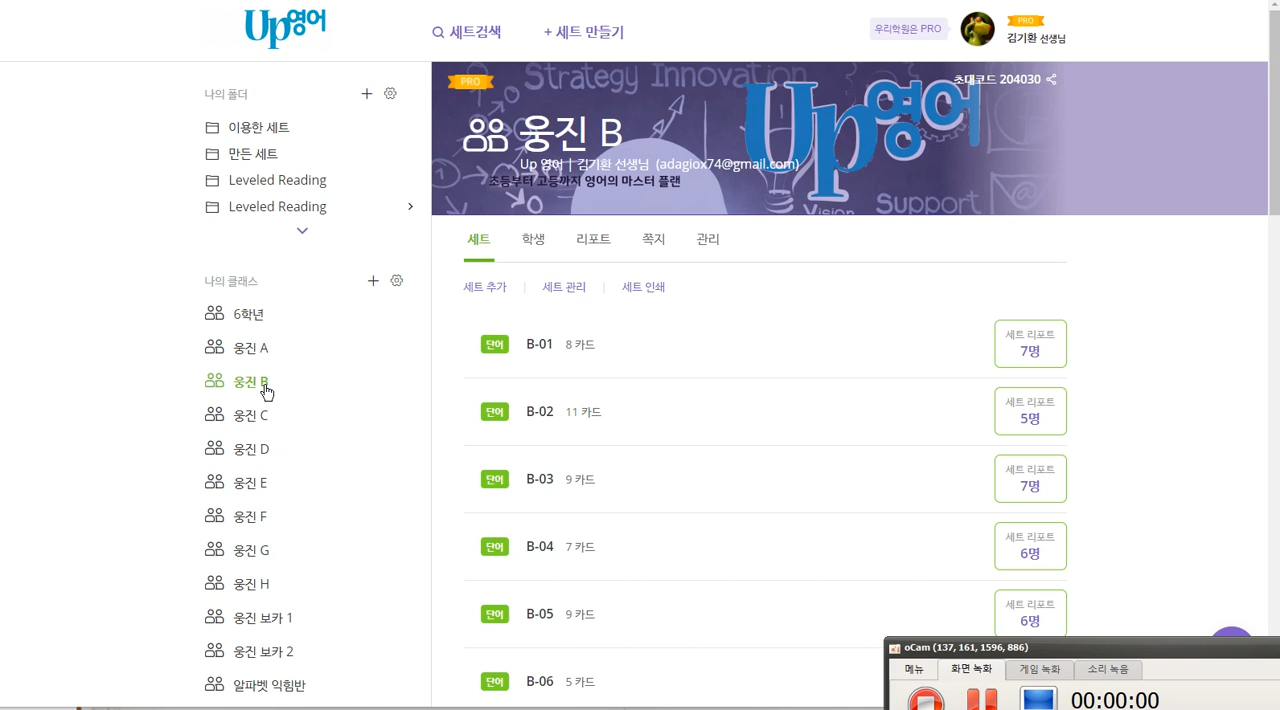 Up영어
세트검색
+ 세트 만들기
우리학원은 PRO
PRO
김기환 선생님
나의 폴더
이용한 세트
만든 세트
Leveled Reading
Leveled Reading
나의 클래스
6학년
웅진 A
웅진 B
웅진 C
웅진 D
웅진 E
웅진 F
웅진 G
웅진 H
웅진 보카 1
웅진 보카 2
알파벳 익힘반
PRO
Strategy Innovation
초대코드 204030
웅진 B
Up영어
Up 영어 | 김기환 선생님 (adagiox74@gmail.com)
초등부터 고등까지 영어의 마스터 플랜
Vision
Support
세트
학생
리포트
쪽지
관리
세트 추가
세트 관리
세트 인쇄
단어 B-01 8 카드
세트 리포트
7명
단어 B-02 11 카드
세트 리포트
5명
단어 B-03 9 카드
세트 리포트
7명
단어 B-04 7 카드
세트 리포트
6명
단어 B-05 9 카드
세트 리포트
6명
단어 B-06 5 카드
oCam (137, 161, 1596, 886)
메뉴
화면 녹화
게임 녹화
소리 녹음
00:00:00